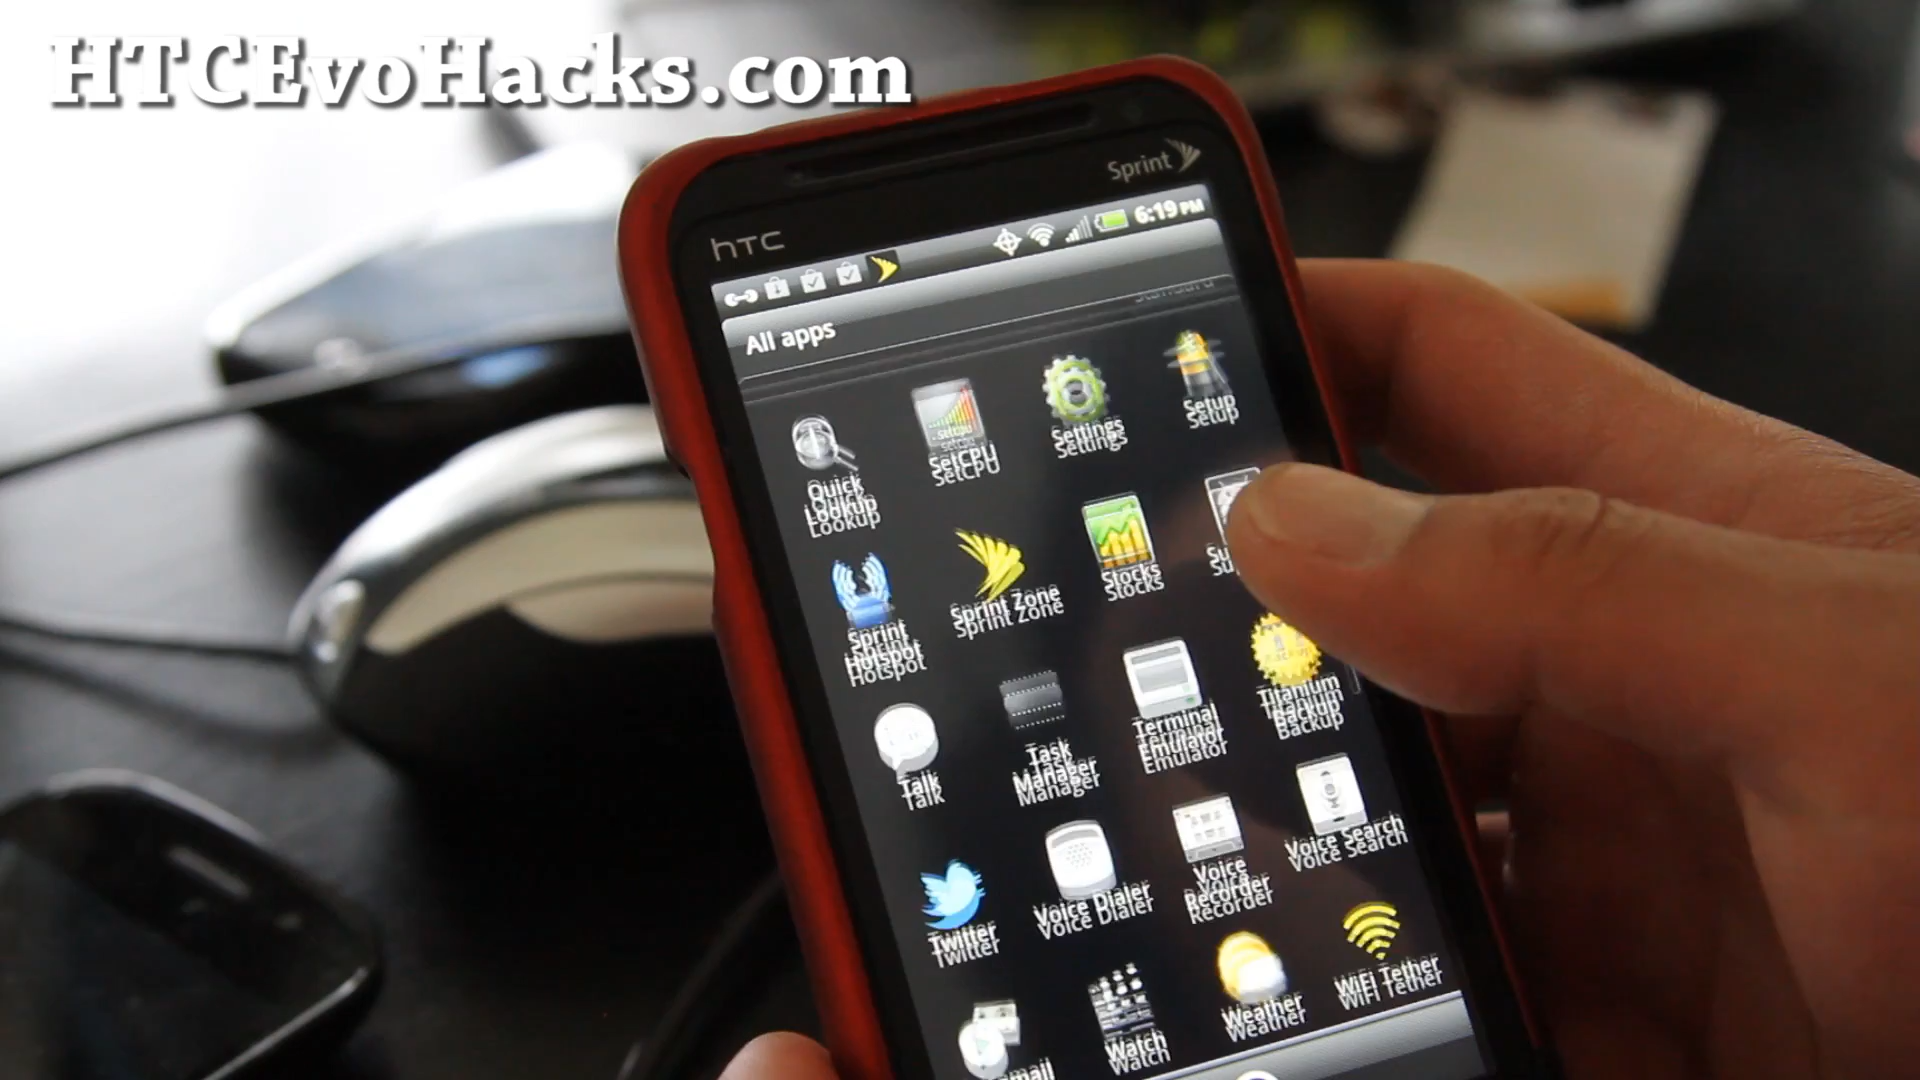 HTCEvoHacks.com
Sprint
hTC
6:19 PM
All apps
Quick
Lookup
SetCPU
Settings
Setup
Sprint
Hotspot
Sprint Zone
Stocks
Talk
Task
Manager
Terminal
Emulator
Titanium
Backup
Twitter
Voice Dialer
Voice
Recorder
Voice Search
Watch
Weather
WiFi Tether